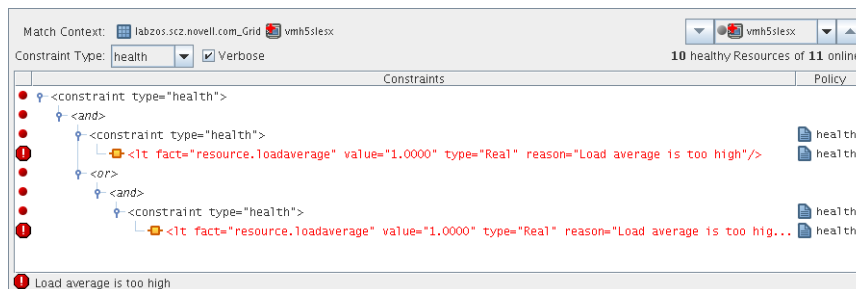 Match Context: labzos.scz.novell.com_Grid vmh5slesx vmh5slesx
Constraint Type: health Verbose 10 healthy Resources of 11 online
Constraints Policy
<constraint type="health">
<and>
<constraint type="health"> health
<lt fact="resource.loadaverage" value="1.0000" type="Real" reason="Load average is too high"/> health
<or>
<and>
<constraint type="health"> health
<lt fact="resource.loadaverage" value="1.0000" type="Real" reason="Load average is too hig... health
Load average is too high